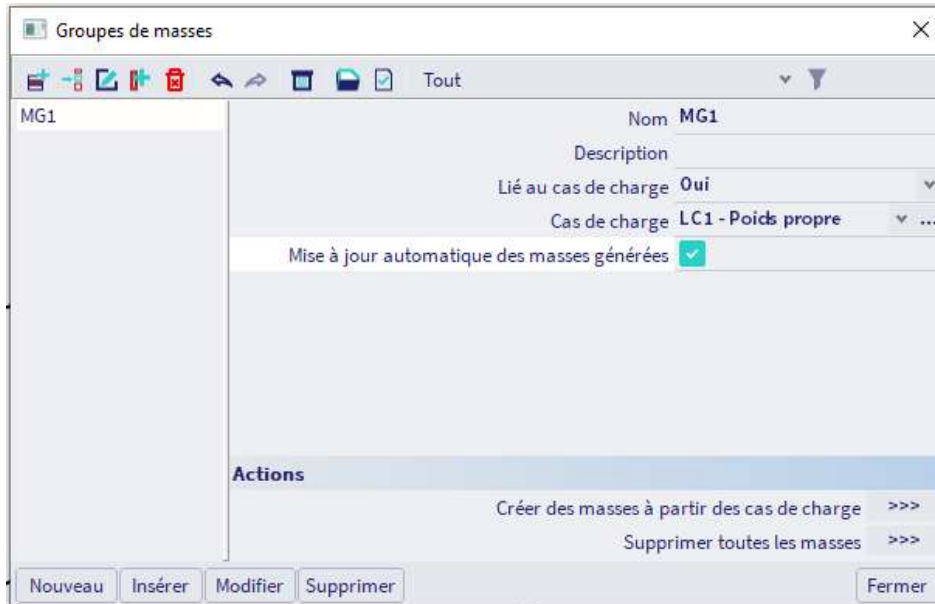 Groupes de masses
Tout
MG1
Nom MG1
Description
Lié au cas de charge Oui
Cas de charge LC1 - Poids propre ...
Mise à jour automatique des masses générées
Actions
Créer des masses à partir des cas de charge >>>
Supprimer toutes les masses >>>
Nouveau Insérer Modifier Supprimer Fermer